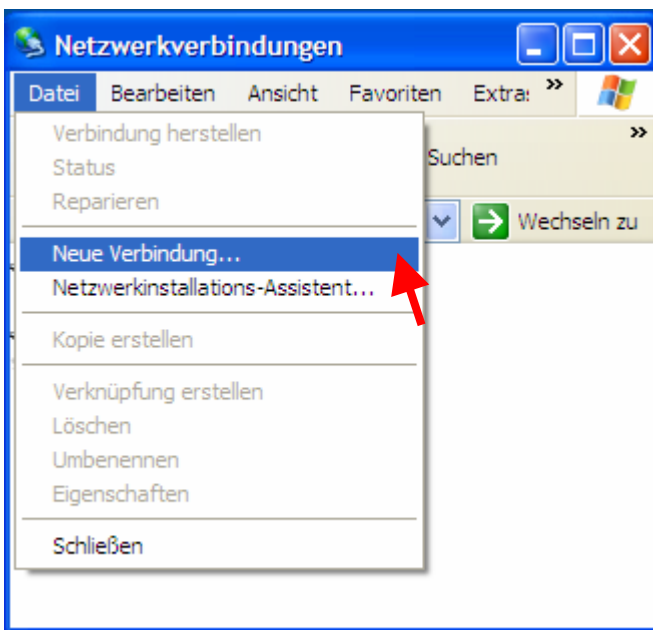 Netzwerkverbindungen
Datei Bearbeiten Ansicht Favoriten Extra: »
Verbindung herstellen »
Status Suchen
Reparieren
Wechseln zu
Neue Verbindung...
Netzwerkinstallations-Assistent...
Kopie erstellen
Verknüpfung erstellen
Löschen
Umbenennen
Eigenschaften
Schließen